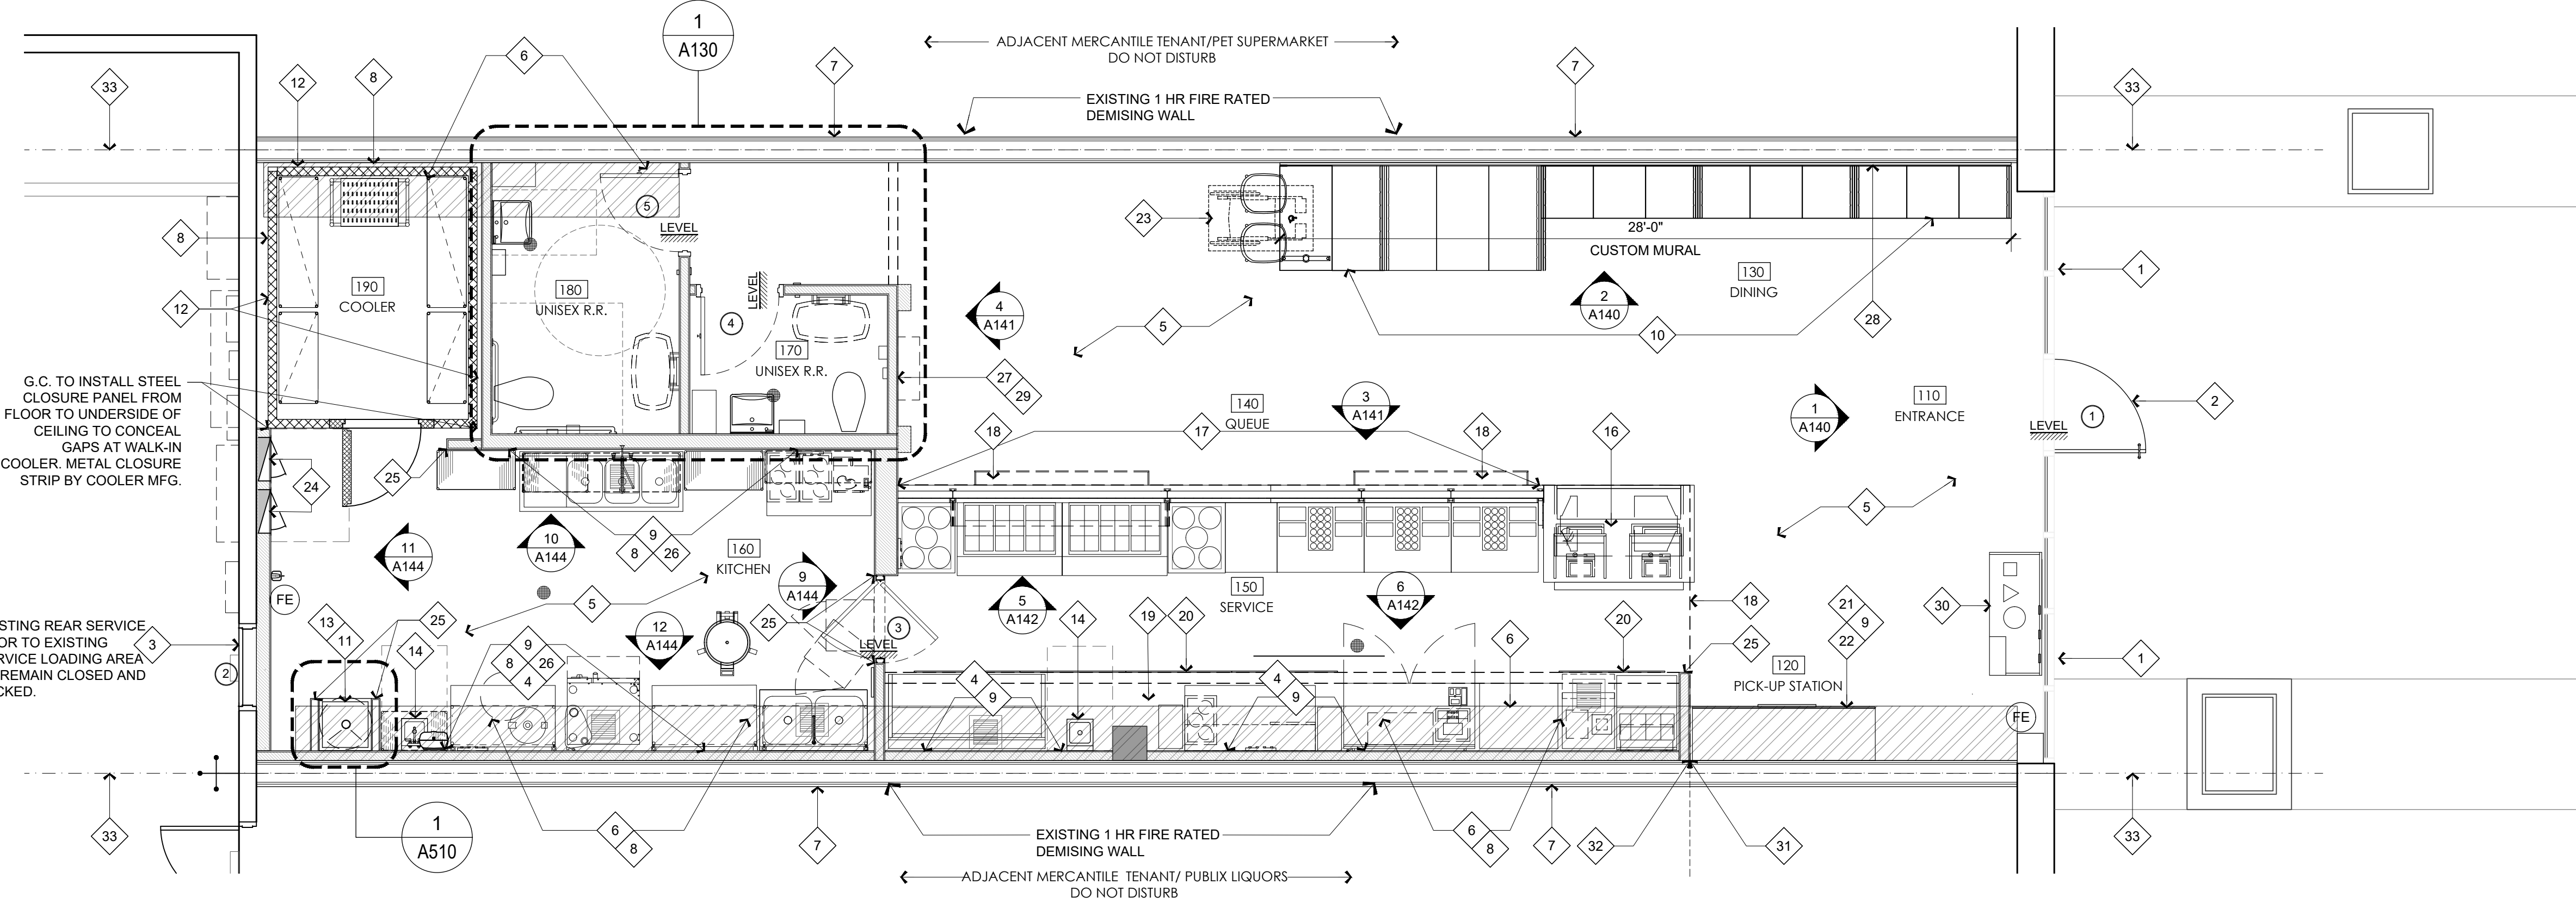 1
A130
ADJACENT MERCANTILE TENANT/PET SUPERMARKET
DO NOT DISTURB
6
7
7
33
12
8
33
EXISTING 1 HR FIRE RATED
DEMISING WALL
5
LEVEL
23
8
28'-0"
CUSTOM MURAL
190
COOLER
180
UNISEX R.R.
LEVEL
4
12
4
A141
5
2
A140
130
DINING
10
28
1
170
UNISEX R.R.
27
29
G.C. TO INSTALL STEEL
CLOSURE PANEL FROM
FLOOR TO UNDERSIDE OF
CEILING TO CONCEAL
GAPS AT WALK-IN
COOLER. METAL CLOSURE
STRIP BY COOLER MFG.
140
QUEUE
3
A141
1
A140
110
ENTRANCE
LEVEL
1
2
18
17
18
16
25
24
5
11
A144
10
A144
9
8
26
160
KITCHEN
9
A144
150
SERVICE
5
A142
6
A142
FE
5
13
11
25
14
12
A144
25
3
LEVEL
14
19
20
6
20
18
25
21
9
22
30
STING REAR SERVICE
OR TO EXISTING
RVICE LOADING AREA
REMAIN CLOSED AND
CKED.
3
2
9
8
26
4
4
9
4
9
120
PICK-UP STATION
1
FE
33
1
A510
6
8
7
EXISTING 1 HR FIRE RATED
DEMISING WALL
6
8
7
32
31
33
ADJACENT MERCANTILE TENANT/ PUBLIX LIQUORS
DO NOT DISTURB